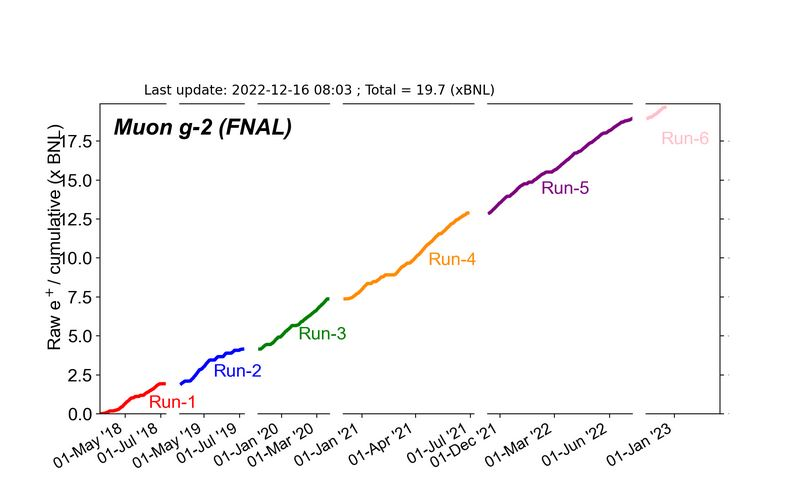 Last update: 2022-12-16 08:03 ; Total = 19.7 (xBNL)
Muon g-2 (FNAL)
Raw e⁺ / cumulative (x BNL)
17.5
15.0
12.5
10.0
7.5
5.0
2.5
0.0
Run-1
Run-2
Run-3
Run-4
Run-5
Run-6
01-May '18
01-Jul '18
01-May '19
01-Jul '19
01-Jan '20
01-Mar '20
01-Jan '21
01-Apr '21
01-Jul '21
01-Dec '21
01-Mar '22
01-Jun '22
01-Jan '23